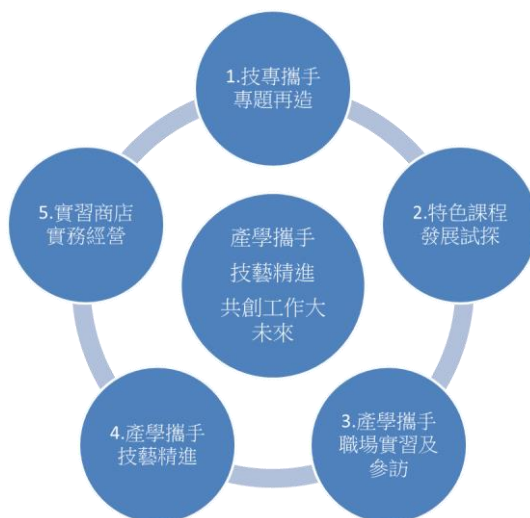 1.技專攜手
專題再造
2.特色課程
發展試探
3.產學攜手
職場實習及
參訪
4.產學攜手
技藝精進
5.實習商店
實務經營
產學攜手
技藝精進
共創工作大
未來